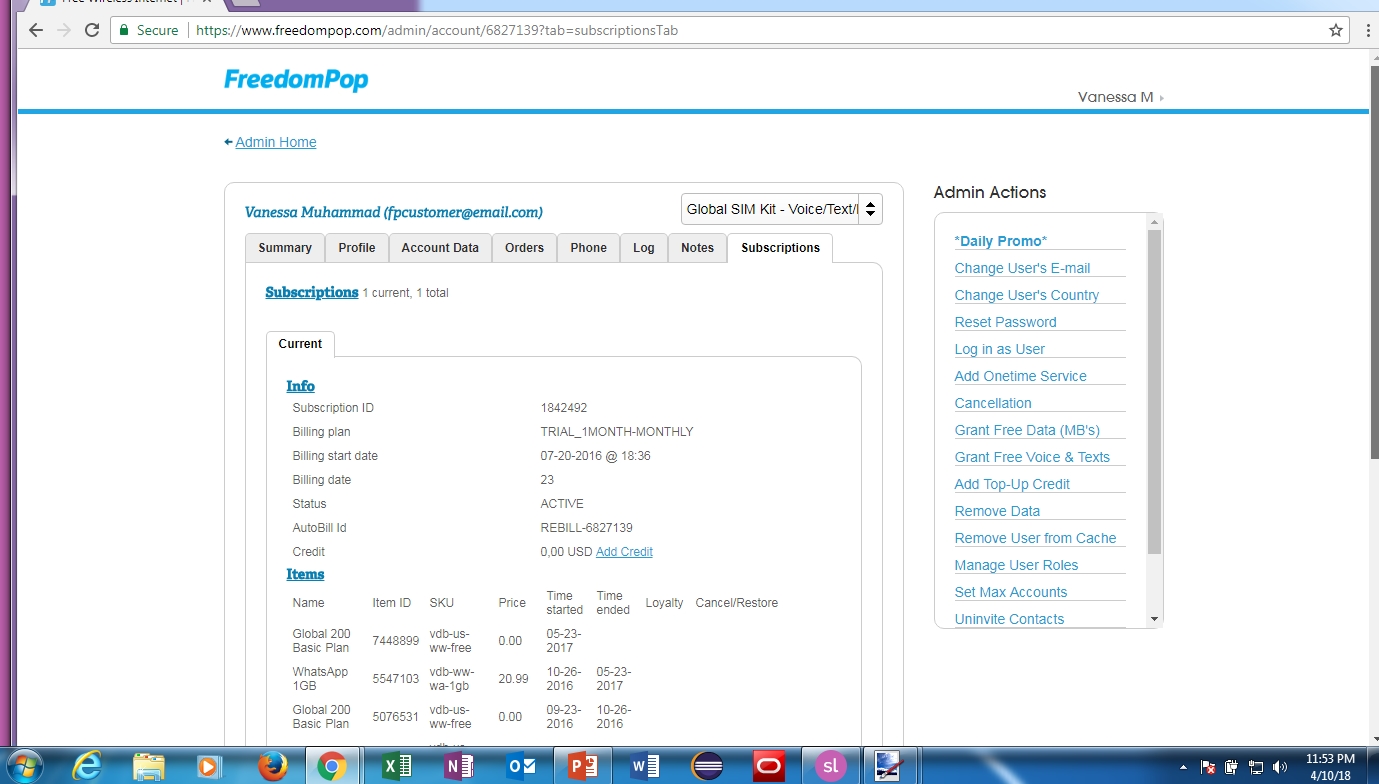 Free Wireless Internet |
Secure | https://www.freedompop.com/admin/account/6827139?tab=subscriptionsTab
FreedomPop
Vanessa M
Admin Home
Vanessa Muhammad (fpcustomer@email.com)
Global SIM Kit - Voice/Text/
Summary Profile Account Data Orders Phone Log Notes Subscriptions
Subscriptions 1 current, 1 total
Current
Info
Subscription ID 1842492
Billing plan TRIAL_1MONTH-MONTHLY
Billing start date 07-20-2016 @ 18:36
Billing date 23
Status ACTIVE
AutoBill Id REBILL-6827139
Credit 0,00 USD Add Credit
Items
Name Item ID SKU Price Time started Time ended Loyalty Cancel/Restore
Global 200 Basic Plan 7448899 vdb-us-ww-free 0.00 05-23-2017
WhatsApp 1GB 5547103 vdb-ww-wa-1gb 20.99 10-26-2016 05-23-2017
Global 200 Basic Plan 5076531 vdb-us-ww-free 0.00 09-23-2016 10-26-2016
Admin Actions
*Daily Promo*
Change User's E-mail
Change User's Country
Reset Password
Log in as User
Add Onetime Service
Cancellation
Grant Free Data (MB's)
Grant Free Voice & Texts
Add Top-Up Credit
Remove Data
Remove User from Cache
Manage User Roles
Set Max Accounts
Uninvite Contacts
sl
11:53 PM
4/10/18